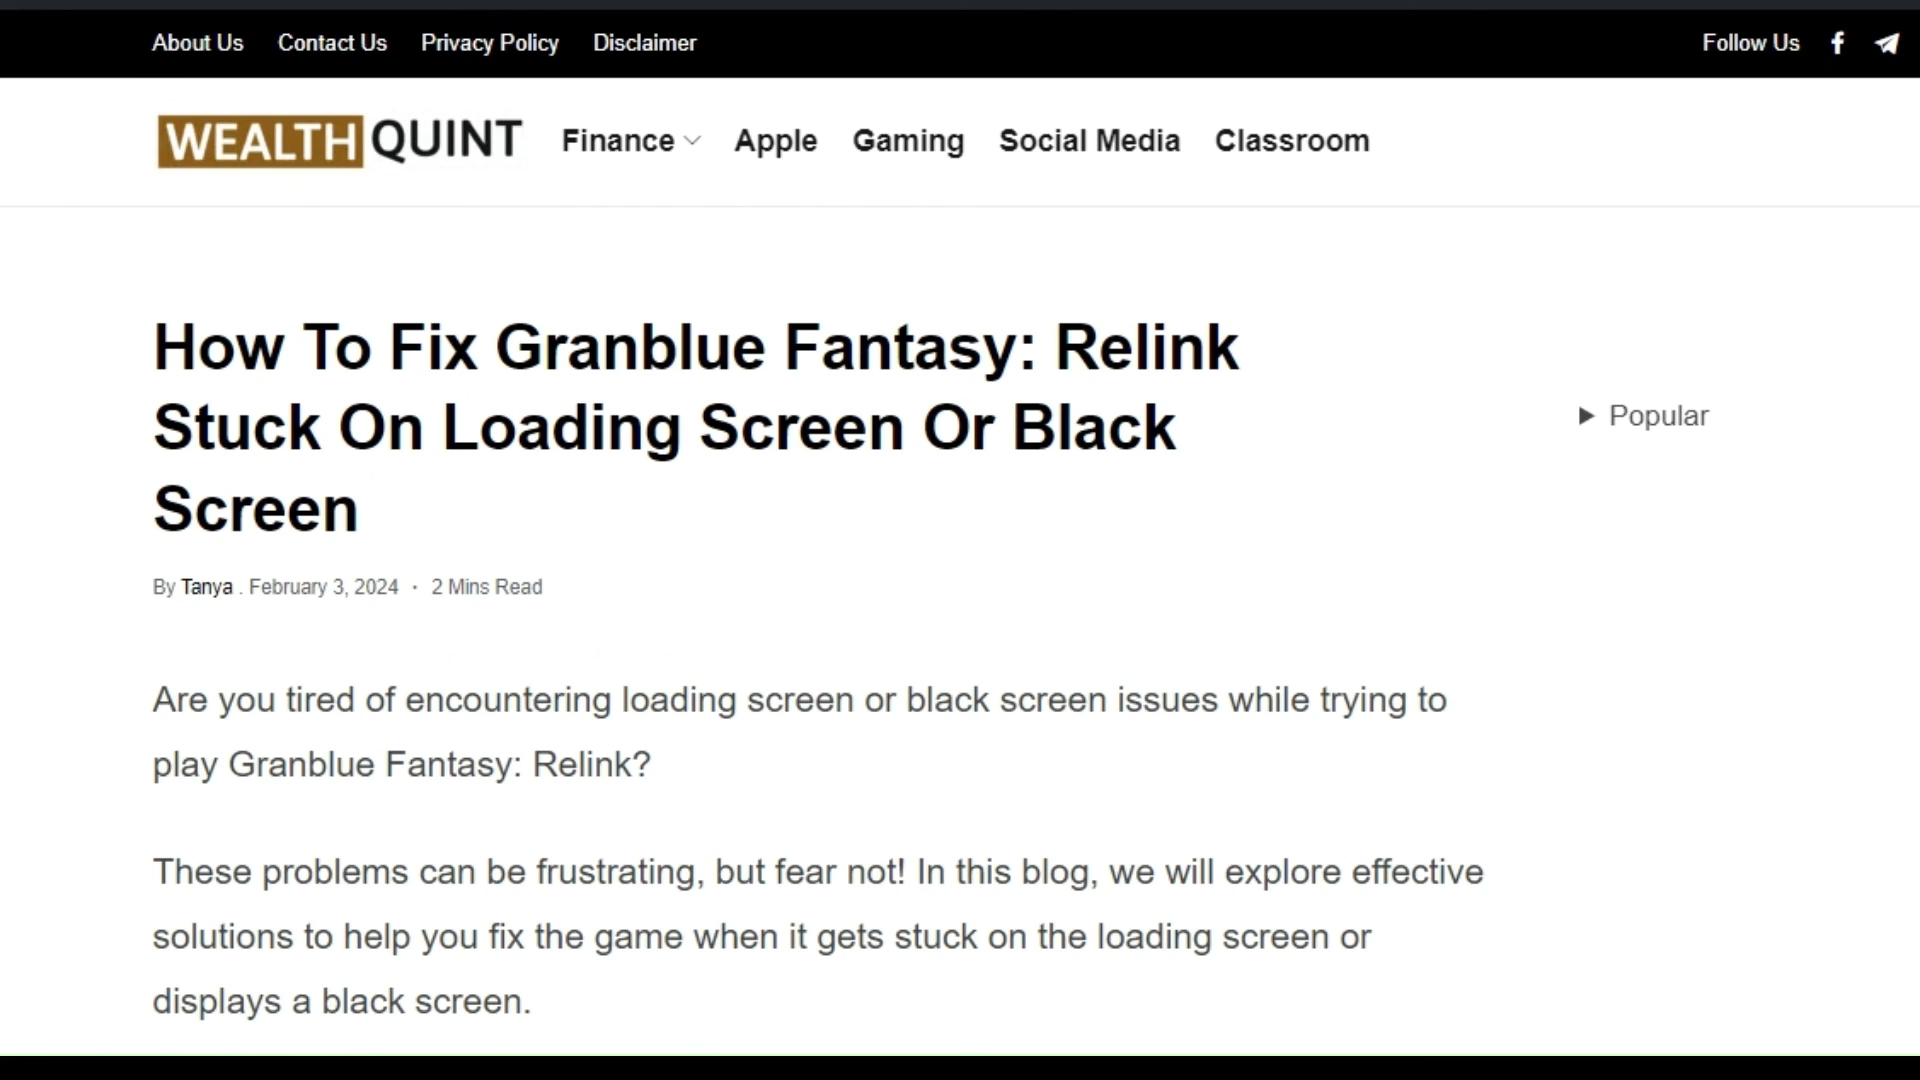 About Us Contact Us Privacy Policy Disclaimer Follow Us
WEALTH QUINT Finance Apple Gaming Social Media Classroom
How To Fix Granblue Fantasy: Relink
Stuck On Loading Screen Or Black
Screen
Popular
By Tanya . February 3, 2024 · 2 Mins Read
Are you tired of encountering loading screen or black screen issues while trying to
play Granblue Fantasy: Relink?
These problems can be frustrating, but fear not! In this blog, we will explore effective
solutions to help you fix the game when it gets stuck on the loading screen or
displays a black screen.